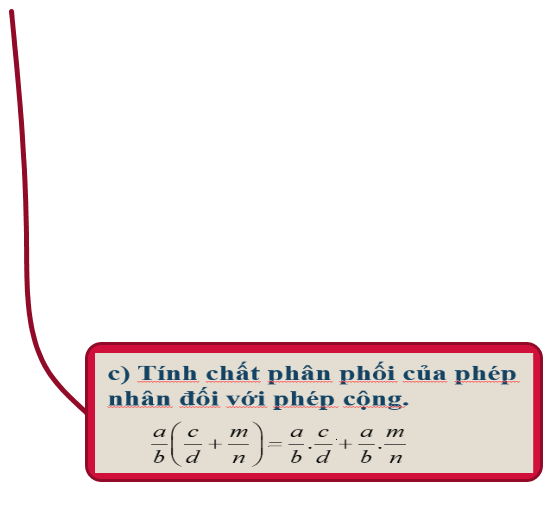 c) Tính chất phân phối của phép
nhân đối với phép cộng.
a/b(c/d + m/n) = a/b . c/d + a/b . m/n